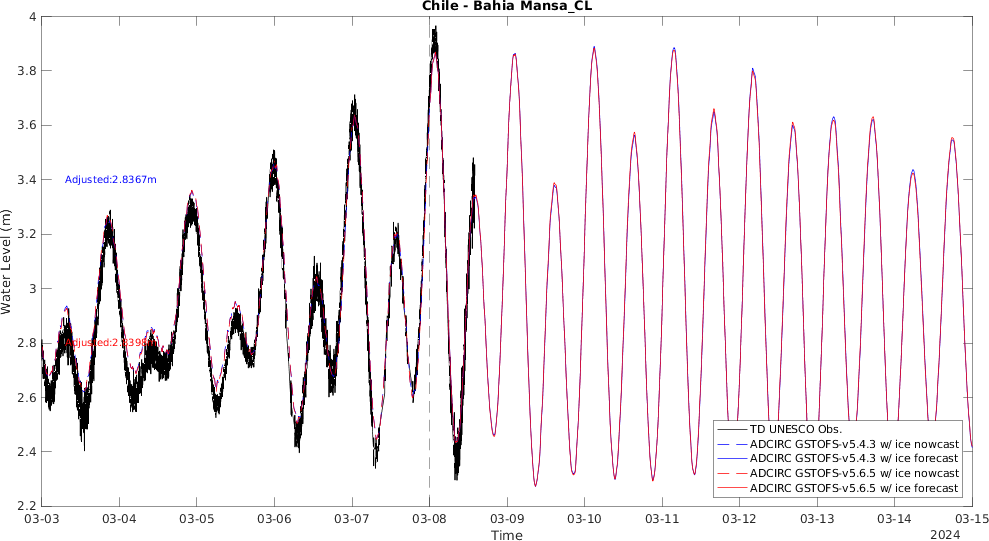 Chile - Bahia Mansa_CL
4
3.8
3.6
3.4
3.2
3
2.8
2.6
2.4
2.2
Water Level (m)
Adjusted:2.8367m
Adjusted:2.8398m
TD UNESCO Obs.
ADCIRC GSTOFS-v5.4.3 w/ ice nowcast
ADCIRC GSTOFS-v5.4.3 w/ ice forecast
ADCIRC GSTOFS-v5.6.5 w/ ice nowcast
ADCIRC GSTOFS-v5.6.5 w/ ice forecast
03-03 03-04 03-05 03-06 03-07 03-08 03-09 03-10 03-11 03-12 03-13 03-14 03-15
Time
2024